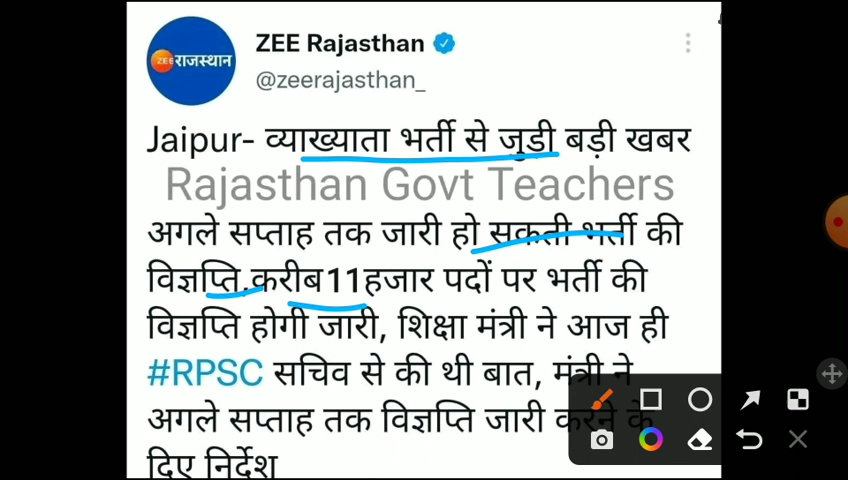 ZEE राजस्थान
ZEE Rajasthan
@zeerajasthan_
Jaipur- व्याख्याता भर्ती से जुड़ी बड़ी खबर
Rajasthan Govt Teachers
अगले सप्ताह तक जारी हो सकती भर्ती की
विज्ञप्ति,करीब11हजार पदों पर भर्ती की
विज्ञप्ति होगी जारी, शिक्षा मंत्री ने आज ही
#RPSC सचिव से की थी बात, मंत्री ने
अगले सप्ताह तक विज्ञप्ति जारी करने के
दिए निर्देश